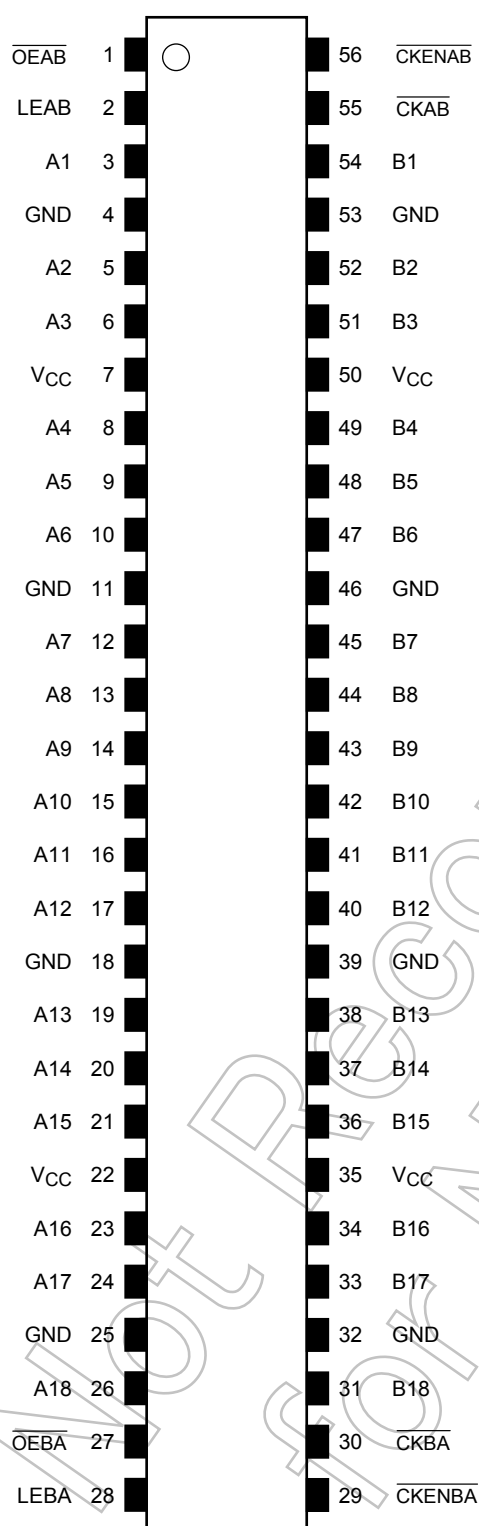 OEAB 1 56 CKENAB
LEAB 2 55 CKAB
A1 3 54 B1
GND 4 53 GND
A2 5 52 B2
A3 6 51 B3
VCC 7 50 VCC
A4 8 49 B4
A5 9 48 B5
A6 10 47 B6
GND 11 46 GND
A7 12 45 B7
A8 13 44 B8
A9 14 43 B9
A10 15 42 B10
A11 16 41 B11
A12 17 40 B12
GND 18 39 GND
A13 19 38 B13
A14 20 37 B14
A15 21 36 B15
VCC 22 35 VCC
A16 23 34 B16
A17 24 33 B17
GND 25 32 GND
A18 26 31 B18
OEBA 27 30 CKBA
LEBA 28 29 CKENBA
Not Reco
for